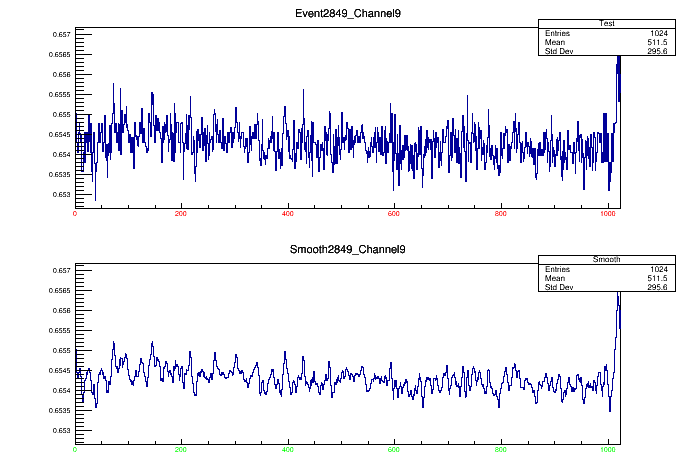 Event2849_Channel9
Test
Entries 1024
Mean 511.5
Std Dev 295.6
0.657
0.6565
0.656
0.6555
0.655
0.6545
0.654
0.6535
0.653
0 200 400 600 800 1000
Smooth2849_Channel9
Smooth
Entries 1024
Mean 511.5
Std Dev 295.6
0.657
0.6565
0.656
0.6555
0.655
0.6545
0.654
0.6535
0.653
0 200 400 600 800 1000